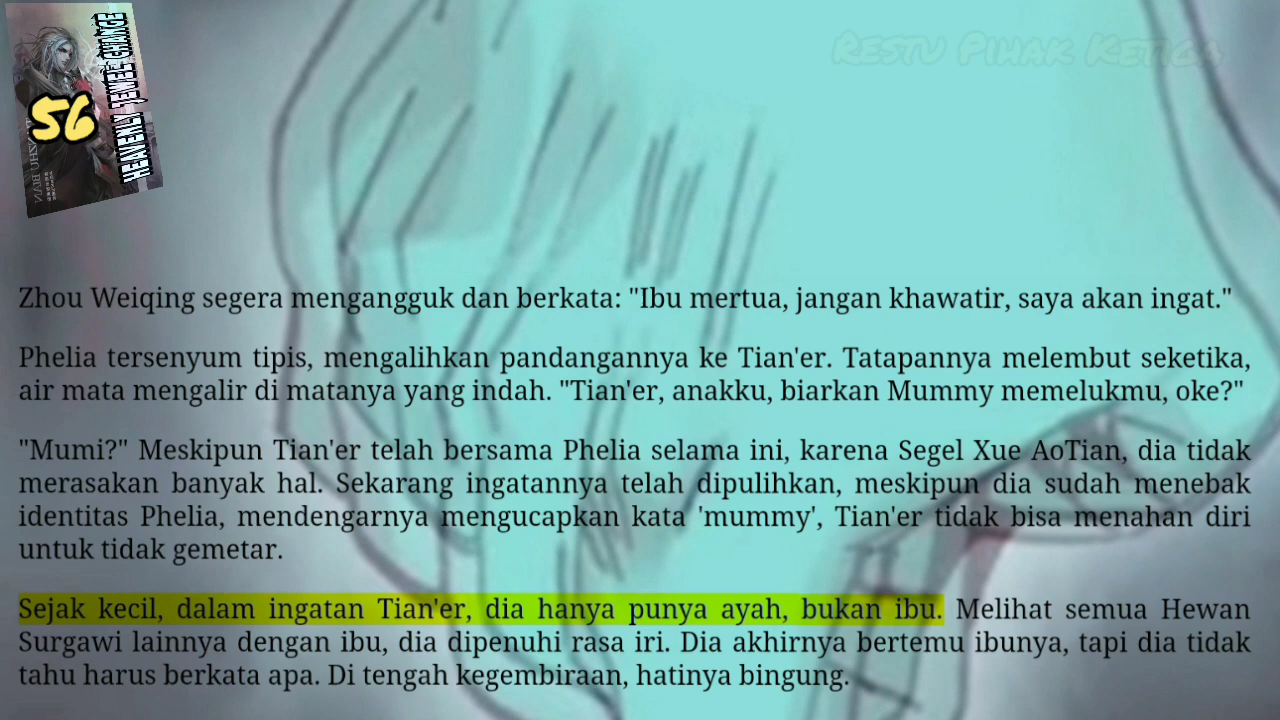 Restu Pihak Ketiga
HEAVENLY JEWEL CHANGE
56
Zhou Weiqing segera mengangguk dan berkata: "Ibu mertua, jangan khawatir, saya akan ingat."
Phelia tersenyum tipis, mengalihkan pandangannya ke Tian'er. Tatapannya melembut seketika,
air mata mengalir di matanya yang indah. "Tian'er, anakku, biarkan Mummy memelukmu, oke?"
"Mumi?" Meskipun Tian'er telah bersama Phelia selama ini, karena Segel Xue AoTian, dia tidak
merasakan banyak hal. Sekarang ingatannya telah dipulihkan, meskipun dia sudah menebak
identitas Phelia, mendengarnya mengucapkan kata 'mummy', Tian'er tidak bisa menahan diri
untuk tidak gemetar.
Sejak kecil, dalam ingatan Tian'er, dia hanya punya ayah, bukan ibu. Melihat semua Hewan
Surgawi lainnya dengan ibu, dia dipenuhi rasa iri. Dia akhirnya bertemu ibunya, tapi dia tidak
tahu harus berkata apa. Di tengah kegembiraan, hatinya bingung.